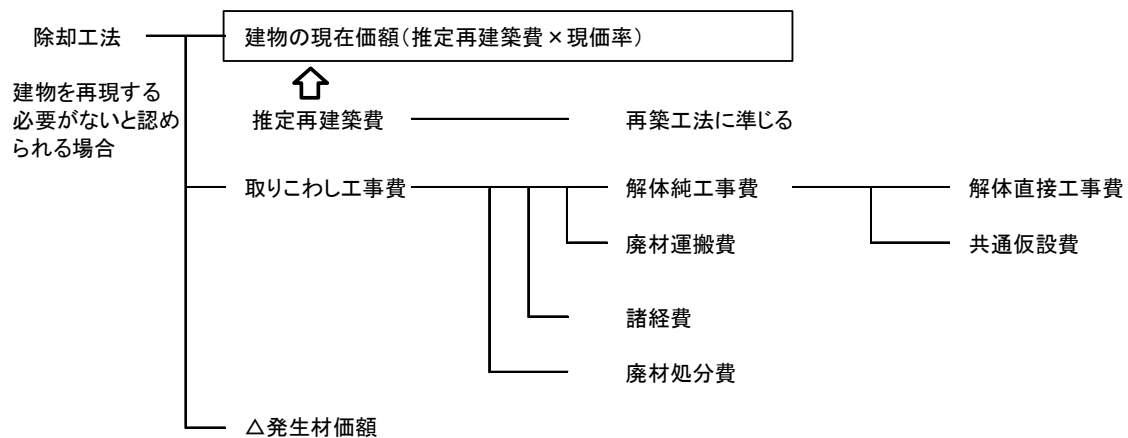 除却工法
建物の現在価額(推定再建築費×現価率)
建物を再現する
必要がないと認め
られる場合
推定再建築費
再築工法に準じる
取りこわし工事費
解体純工事費
解体直接工事費
廃材運搬費
共通仮設費
諸経費
廃材処分費
△発生材価額